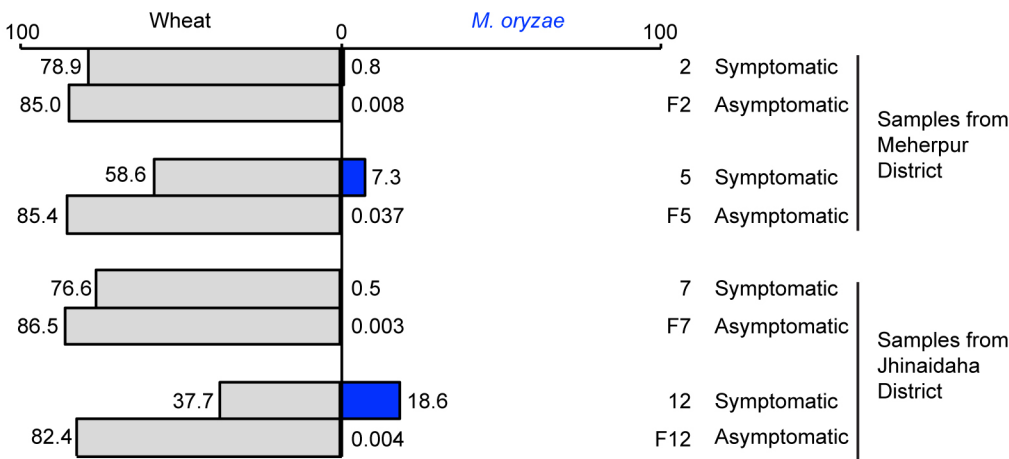 Wheat M. oryzae
100 0 100
78.9 0.8 2 Symptomatic
85.0 0.008 F2 Asymptomatic
Samples from
Meherpur
District
58.6 7.3 5 Symptomatic
85.4 0.037 F5 Asymptomatic
76.6 0.5 7 Symptomatic
86.5 0.003 F7 Asymptomatic
Samples from
Jhinaidaha
District
37.7 18.6 12 Symptomatic
82.4 0.004 F12 Asymptomatic